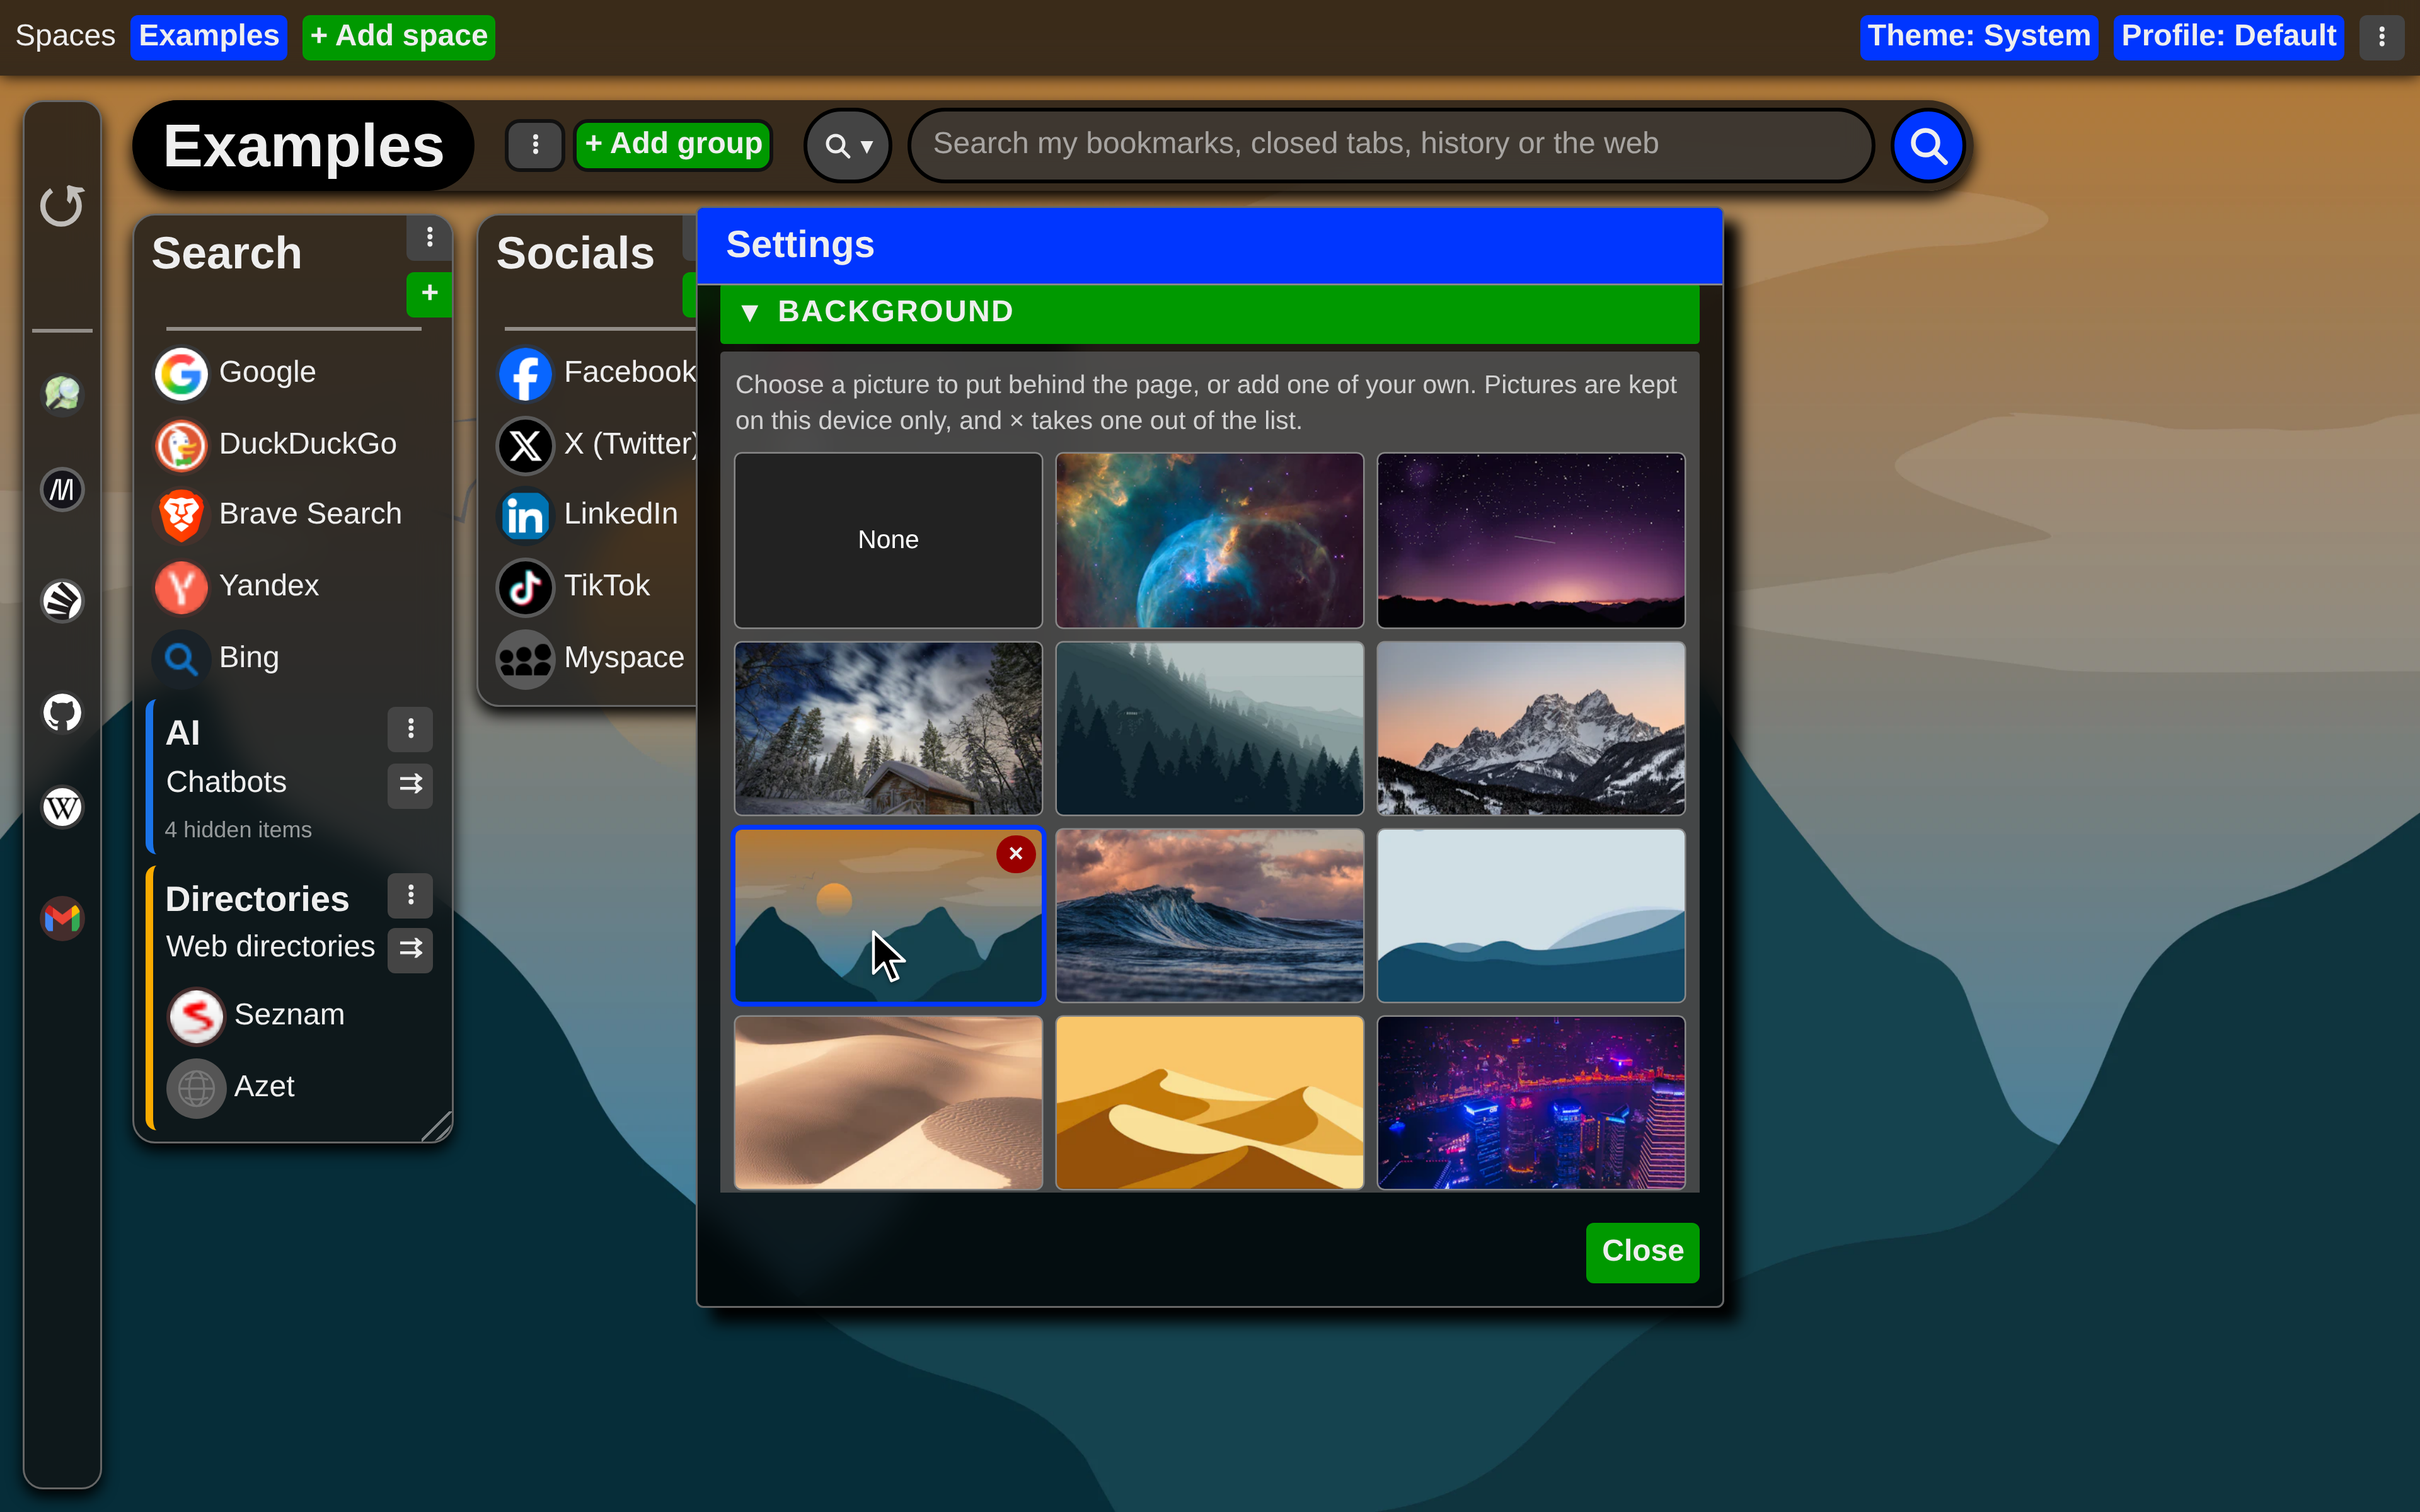 Spaces Examples + Add space Theme: System Profile: Default
Examples + Add group Search my bookmarks, closed tabs, history or the web
Search
+
Google
DuckDuckGo
Brave Search
Yandex
Bing
AI
Chatbots
4 hidden items
Directories
Web directories
Seznam
Azet
Socials
Facebook
X (Twitter)
LinkedIn
TikTok
Myspace
Settings
▼ BACKGROUND
Choose a picture to put behind the page, or add one of your own. Pictures are kept
on this device only, and × takes one out of the list.
None
×
Close